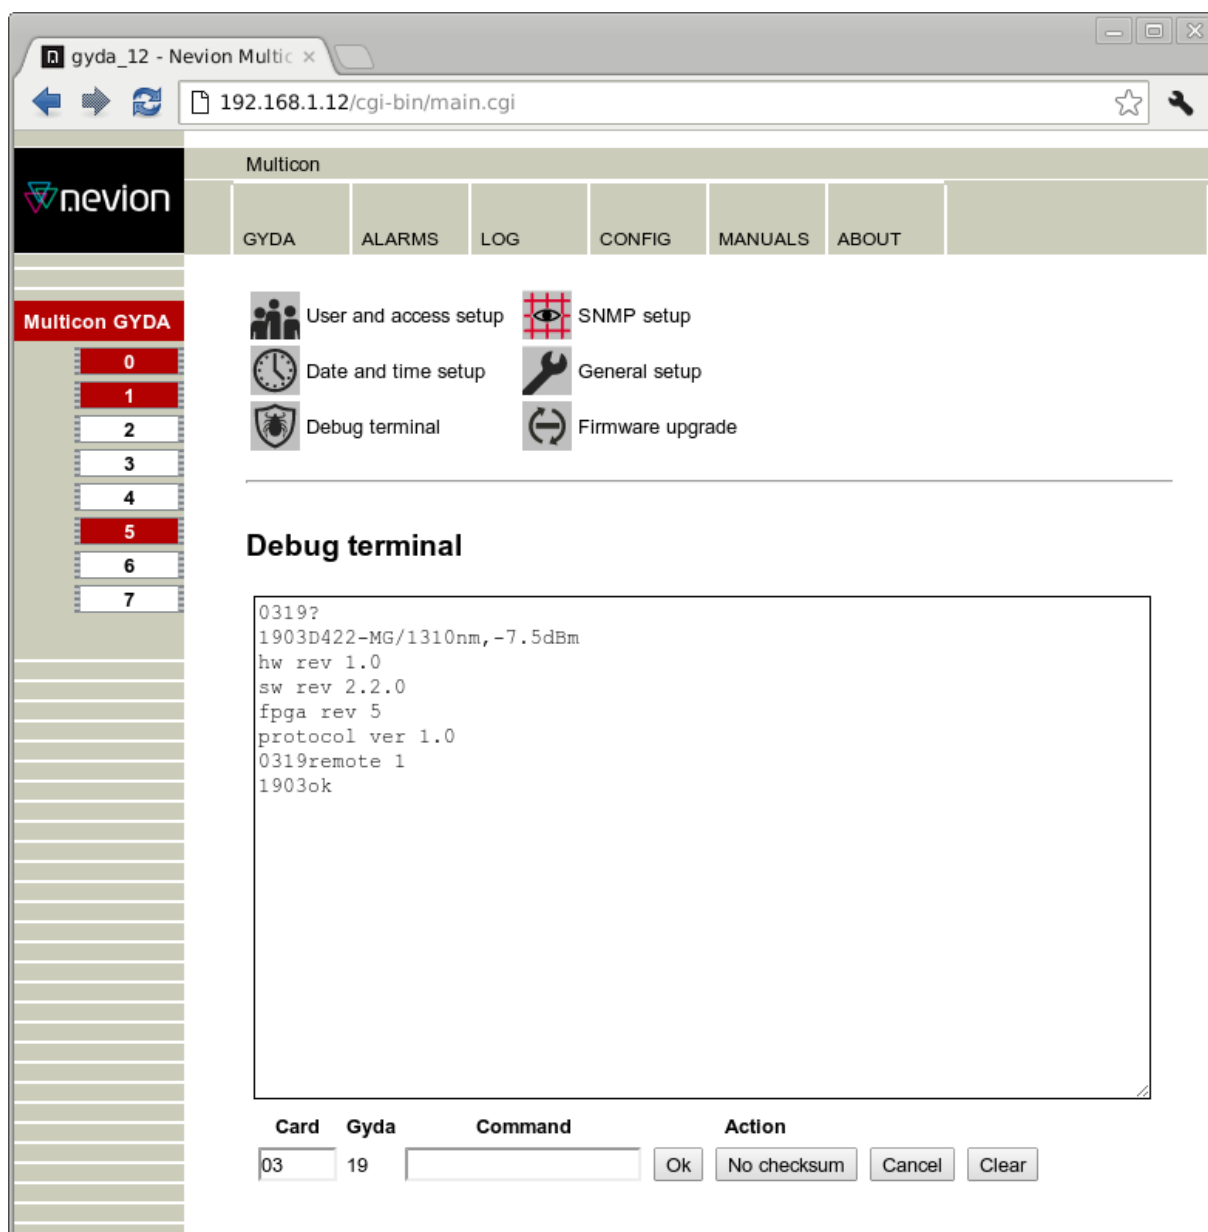 gyda_12 - Nevion Multic
192.168.1.12/cgi-bin/main.cgi
nevion
Multicon
GYDA ALARMS LOG CONFIG MANUALS ABOUT
Multicon GYDA
0
1
2
3
4
5
6
7
User and access setup SNMP setup
Date and time setup General setup
Debug terminal Firmware upgrade
Debug terminal
0319?
1903D422-MG/1310nm,-7.5dBm
hw rev 1.0
sw rev 2.2.0
fpga rev 5
protocol ver 1.0
0319remote 1
1903ok
Card Gyda Command Action
03 19 Ok No checksum Cancel Clear